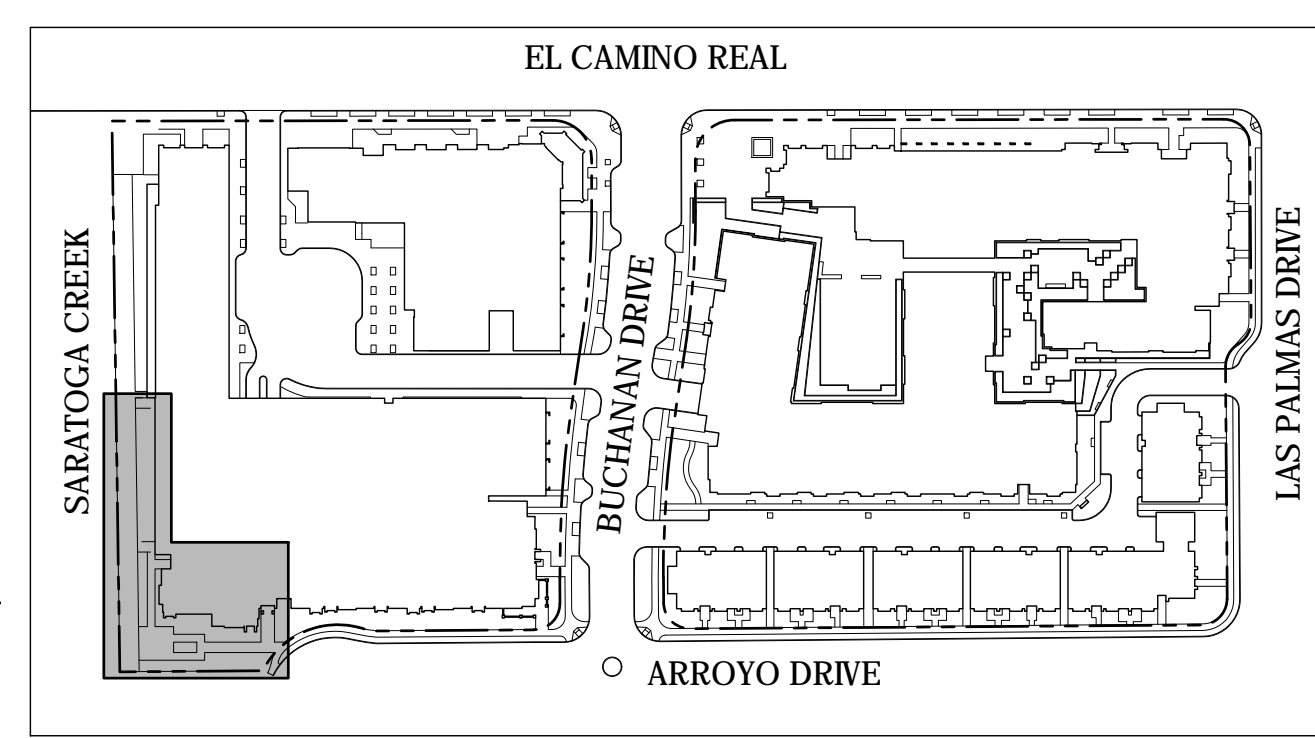 EL CAMINO REAL
SARATOGA CREEK
BUCHANAN DRIVE
LAS PALMAS DRIVE
ARROYO DRIVE